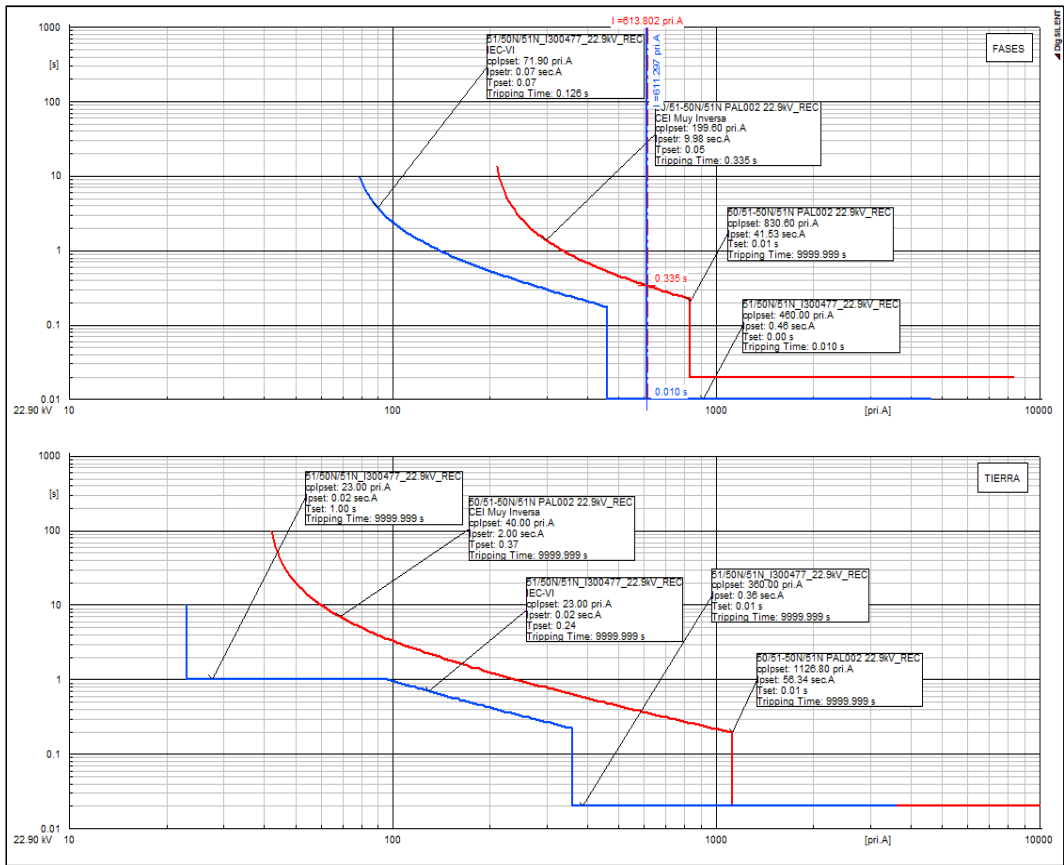 I =613.802 pri.A
1000
[s]
100
10
1
0.1
0.01
FASES
DIgSILENT
51/50N/51N_I300477_22.9kV_REC
IEC-VI
cpIpset: 71.90 pri.A
Ipsetr: 0.07 sec.A
Tpset: 0.07
Tripping Time: 0.126 s
I =611.297 pri.A
50/51-50N/51N PAL002 22.9kV_REC
CEI Muy Inversa
cpIpset: 199.60 pri.A
Ipsetr: 9.98 sec.A
Tpset: 0.05
Tripping Time: 0.335 s
50/51-50N/51N PAL002 22.9kV_REC
cpIpset: 830.60 pri.A
Ipset: 41.53 sec.A
Tset: 0.01 s
Tripping Time: 9999.999 s
0.335 s
51/50N/51N_I300477_22.9kV_REC
cpIpset: 460.00 pri.A
Ipset: 0.46 sec.A
Tset: 0.00 s
Tripping Time: 0.010 s
0.010 s
22.90 kV
10
100
1000
[pri.A]
10000
1000
[s]
100
10
1
0.1
0.01
TIERRA
51/50N/51N_I300477_22.9kV_REC
cpIpset: 23.00 pri.A
Ipset: 0.02 sec.A
Tset: 1.00 s
Tripping Time: 9999.999 s
50/51-50N/51N PAL002 22.9kV_REC
CEI Muy Inversa
cpIpset: 40.00 pri.A
Ipsetr: 2.00 sec.A
Tpset: 0.37
Tripping Time: 9999.999 s
51/50N/51N_I300477_22.9kV_REC
IEC-VI
cpIpset: 23.00 pri.A
Ipsetr: 0.02 sec.A
Tpset: 0.24
Tripping Time: 9999.999 s
51/50N/51N_I300477_22.9kV_REC
cpIpset: 360.00 pri.A
Ipset: 0.36 sec.A
Tset: 0.01 s
Tripping Time: 9999.999 s
50/51-50N/51N PAL002 22.9kV_REC
cpIpset: 1126.80 pri.A
Ipset: 56.34 sec.A
Tset: 0.01 s
Tripping Time: 9999.999 s
22.90 kV
10
100
1000
[pri.A]
10000